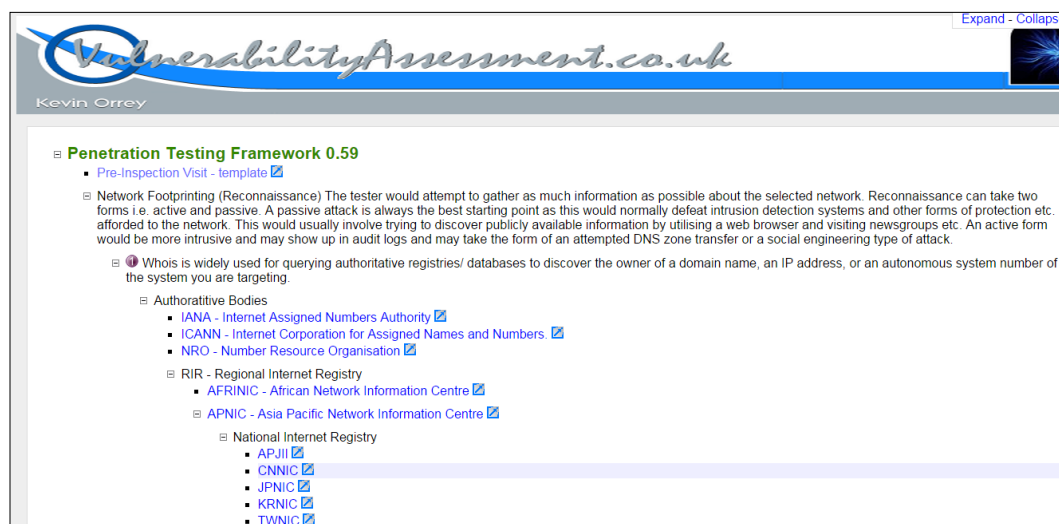 Expand - Collaps
VulnerabilityAssessment.co.uk
Kevin Orrey
Penetration Testing Framework 0.59
Pre-Inspection Visit - template
Network Footprinting (Reconnaissance) The tester would attempt to gather as much information as possible about the selected network. Reconnaissance can take two
forms i.e. active and passive. A passive attack is always the best starting point as this would normally defeat intrusion detection systems and other forms of protection etc.
afforded to the network. This would usually involve trying to discover publicly available information by utilising a web browser and visiting newsgroups etc. An active form
would be more intrusive and may show up in audit logs and may take the form of an attempted DNS zone transfer or a social engineering type of attack.
Whois is widely used for querying authoritative registries/ databases to discover the owner of a domain name, an IP address, or an autonomous system number of
the system you are targeting.
Authoratitive Bodies
IANA - Internet Assigned Numbers Authority
ICANN - Internet Corporation for Assigned Names and Numbers.
NRO - Number Resource Organisation
RIR - Regional Internet Registry
AFRINIC - African Network Information Centre
APNIC - Asia Pacific Network Information Centre
National Internet Registry
APJII
CNNIC
JPNIC
KRNIC
TWNIC